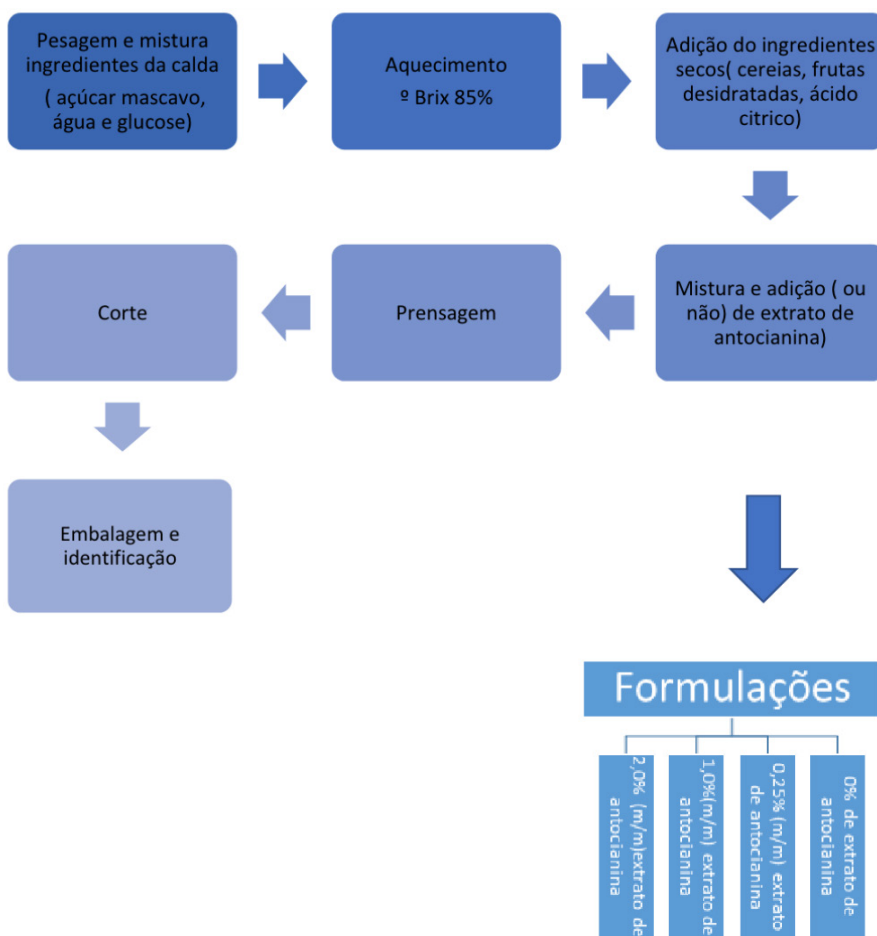 Pesagem e mistura
ingredientes da calda
( açúcar mascavo,
água e glucose)
Aquecimento
º Brix 85%
Adição do ingredientes
secos( cereias, frutas
desidratadas, ácido
citrico)
Mistura e adição ( ou
não) de extrato de
antocianina)
Prensagem
Corte
Embalagem e
identificação
Formulações
2,0% (m/m)extrato de
antocianina
1,0%(m/m) extrato de
antocianina
0,25% (m/m) extrato
de antocianina
0% de extrato de
antocianina